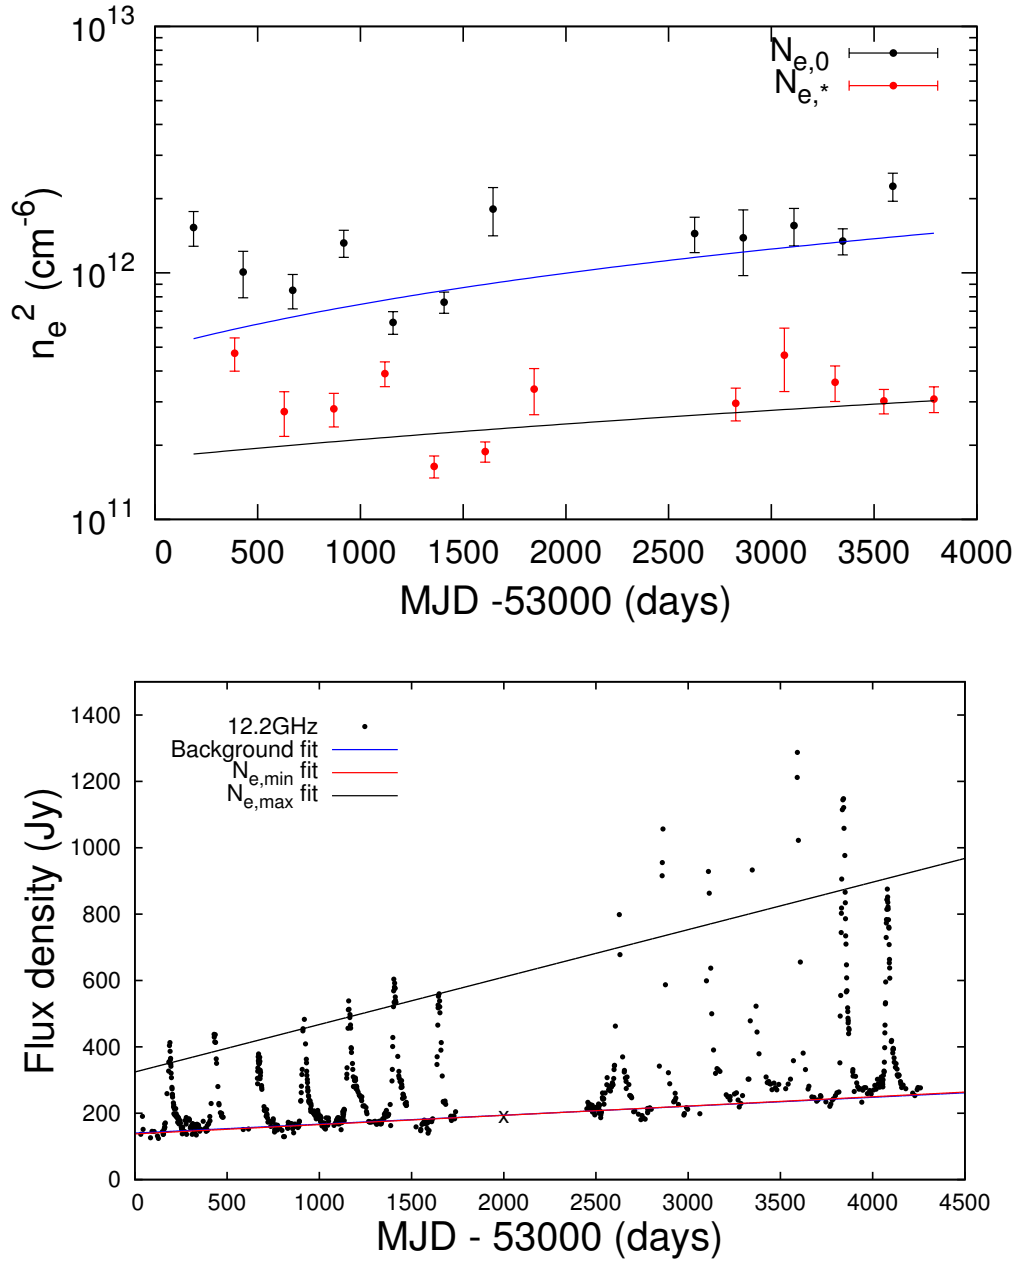 10^13
N_e,0
N_e,*
10^12
10^11
n_e^2 (cm^-6)
0 500 1000 1500 2000 2500 3000 3500 4000
MJD -53000 (days)
1400
1200
1000
800
600
400
200
0
Flux density (Jy)
12.2GHz
Background fit
N_e,min fit
N_e,max fit
x
0 500 1000 1500 2000 2500 3000 3500 4000 4500
MJD - 53000 (days)